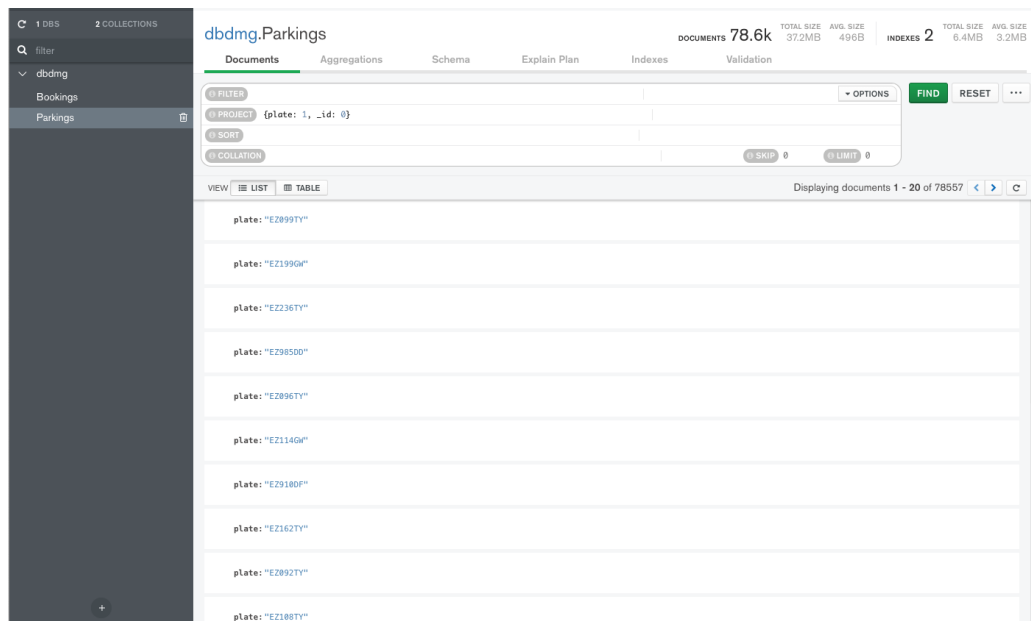 1 DBS 2 COLLECTIONS
filter
dbdmg
Bookings
Parkings
dbdmg.Parkings
DOCUMENTS 78.6k TOTAL SIZE 37.2MB AVG. SIZE 496B INDEXES 2 TOTAL SIZE 6.4MB AVG. SIZE 3.2MB
Documents Aggregations Schema Explain Plan Indexes Validation
FILTER OPTIONS FIND RESET ...
PROJECT {plate: 1, _id: 0}
SORT
COLLATION SKIP 0 LIMIT 0
VIEW LIST TABLE Displaying documents 1 - 20 of 78557
plate: "EZ099TY"
plate: "EZ199GW"
plate: "EZ236TY"
plate: "EZ985DD"
plate: "EZ096TY"
plate: "EZ114GW"
plate: "EZ910DF"
plate: "EZ162TY"
plate: "EZ092TY"
plate: "EZ108TY"